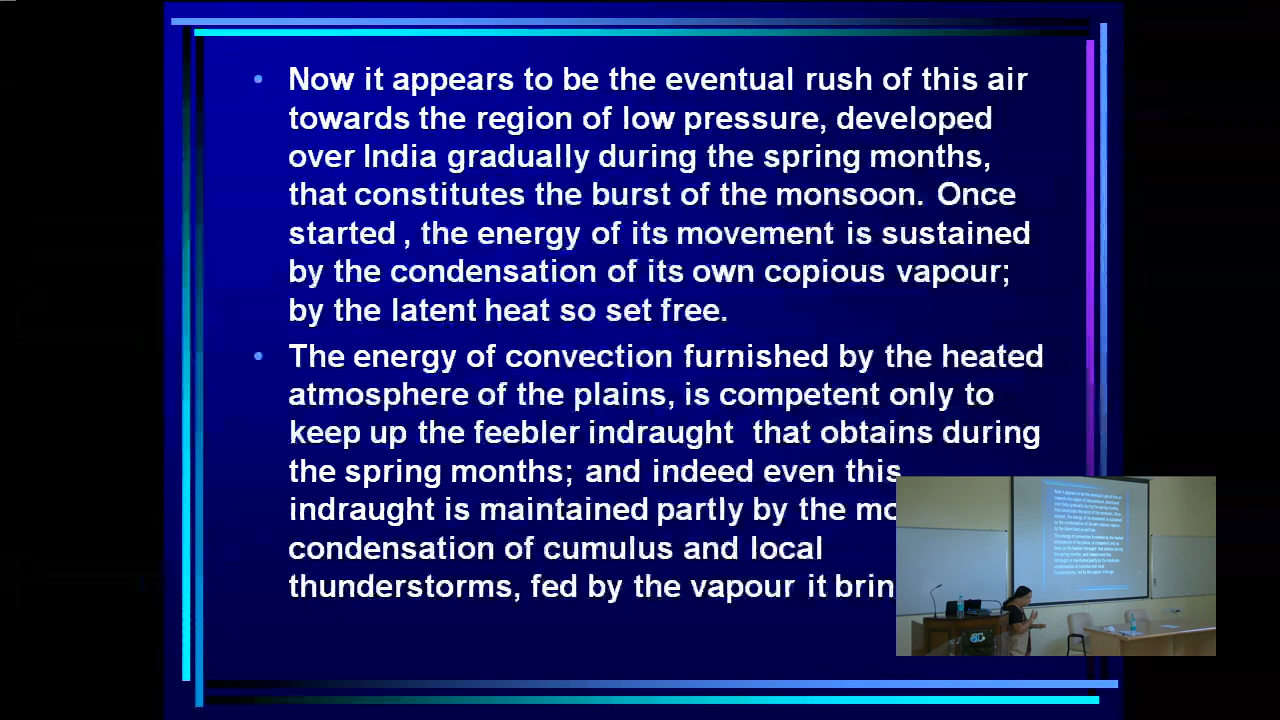 Now it appears to be the eventual rush of this air
towards the region of low pressure, developed
over India gradually during the spring months,
that constitutes the burst of the monsoon. Once
started , the energy of its movement is sustained
by the condensation of its own copious vapour;
by the latent heat so set free.
The energy of convection furnished by the heated
atmosphere of the plains, is competent only to
keep up the feebler indraught that obtains during
the spring months; and indeed even this
indraught is maintained partly by the
condensation of cumulus and local
thunderstorms, fed by the vapour it